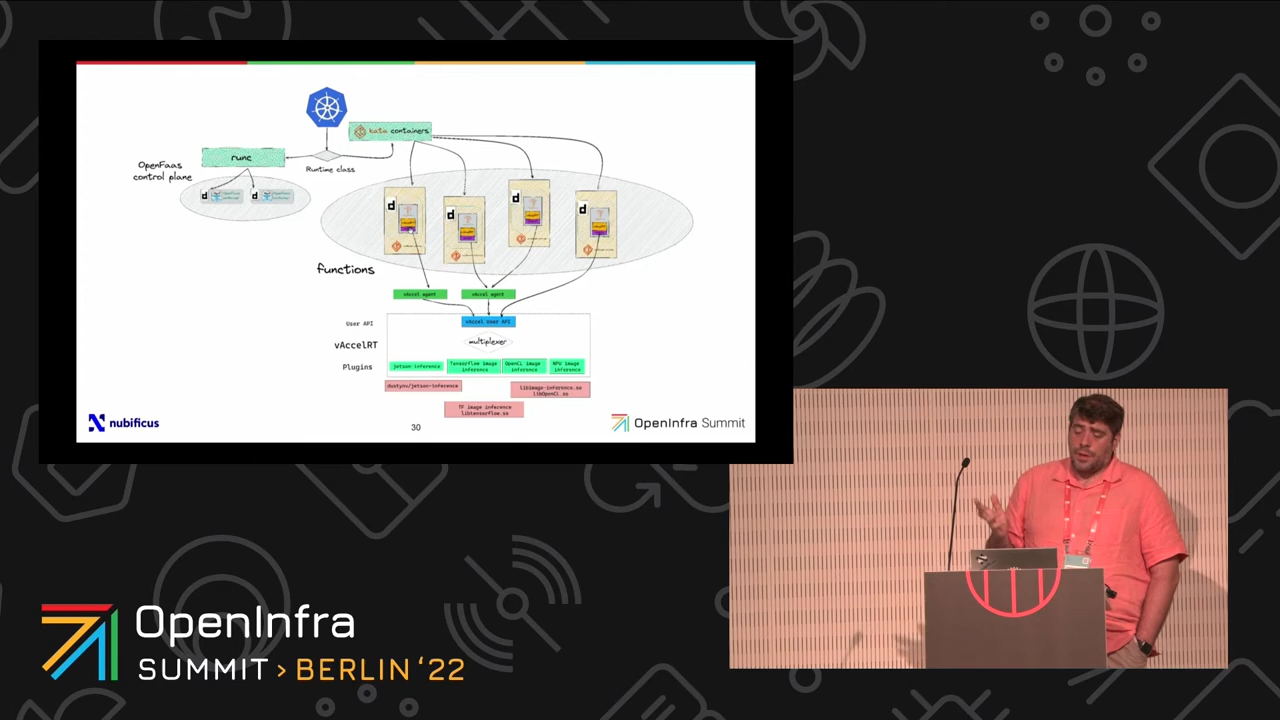 kata containers
runc
OpenFaas
control plane
Runtime class
d
d
d
d
d
d
functions
vAccel agent
vAccel agent
User API
vAccel User API
vAccelRT
multiplexer
Plugins
jetson-inference
Tensorflow image
inference
OpenCL image
inference
NPU image
inference
dustynv/jetson-inference
libimage-inference.so
libOpenCL.so
TF image inference
libtensorflow.so
nubificus
30
OpenInfra Summit
OpenInfra
SUMMIT > BERLIN '22